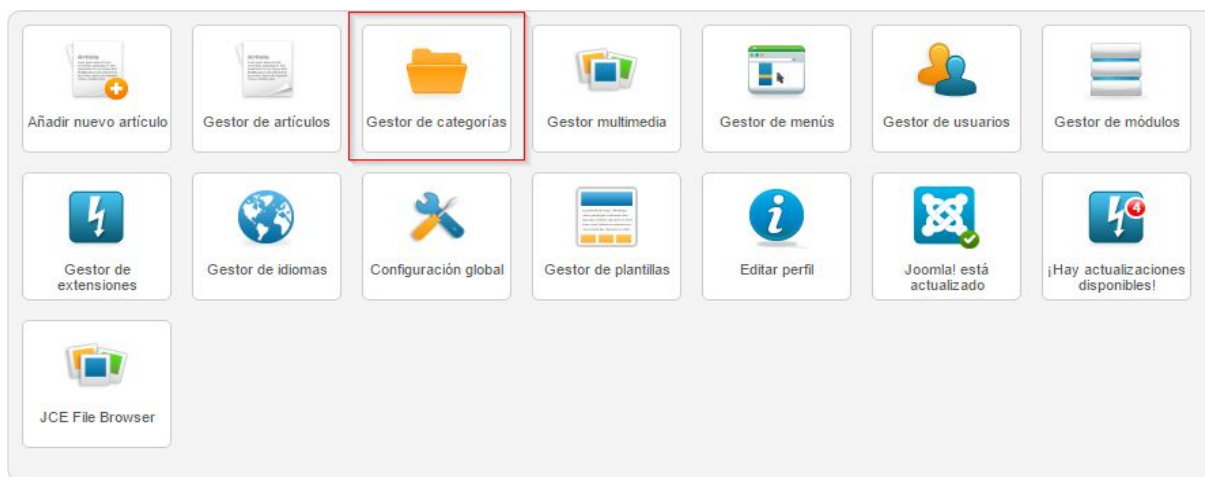 Añadir nuevo artículo
Gestor de artículos
Gestor de categorías
Gestor multimedia
Gestor de menús
Gestor de usuarios
Gestor de módulos
Gestor de
extensiones
Gestor de idiomas
Configuración global
Gestor de plantillas
Editar perfil
Joomla! está
actualizado
4
¡Hay actualizaciones
disponibles!
JCE File Browser